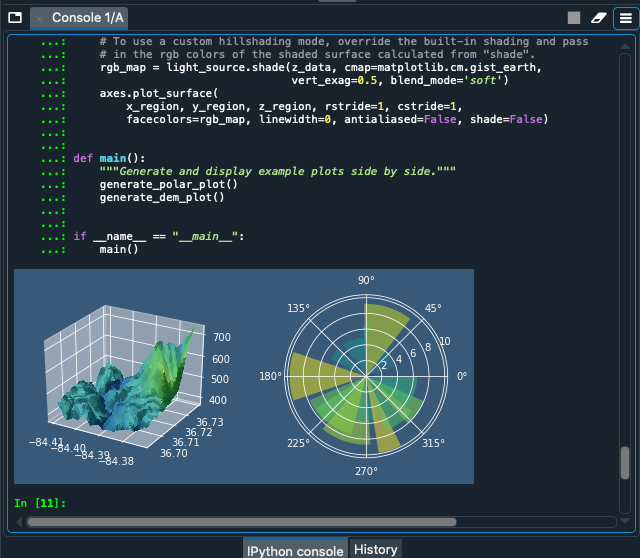 Console 1/A
...: # To use a custom hillshading mode, override the built-in shading and pass
...: # in the rgb colors of the shaded surface calculated from "shade".
...: rgb_map = light_source.shade(z_data, cmap=matplotlib.cm.gist_earth,
...: vert_exag=0.5, blend_mode='soft')
...: axes.plot_surface(
...: x_region, y_region, z_region, rstride=1, cstride=1,
...: facecolors=rgb_map, linewidth=0, antialiased=False, shade=False)
...:
...:
...: def main():
...: """Generate and display example plots side by side."""
...: generate_polar_plot()
...: generate_dem_plot()
...:
...:
...: if __name__ == "__main__":
...: main()
700
600
500
400
36.73
36.72
36.71
36.70
−84.41
−84.40
−84.39
−84.38
90°
135°
45°
10
8
6
4
2
180°
0°
225°
315°
270°
In [11]:
IPython console
History